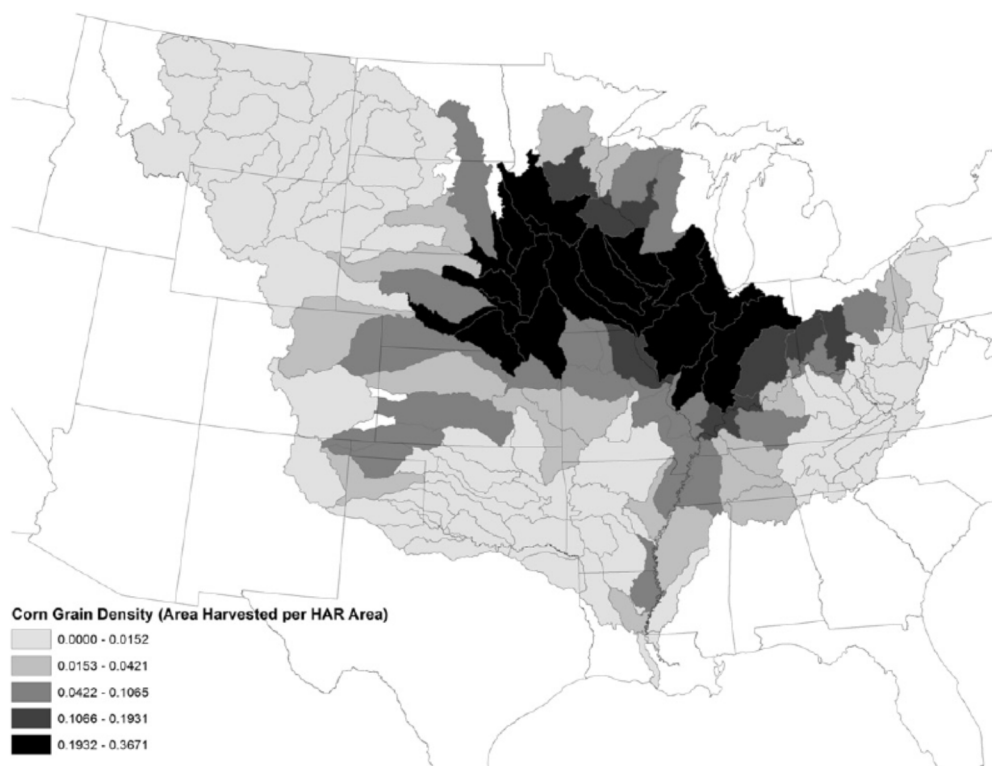 Corn Grain Density (Area Harvested per HAR Area)
0.0000 - 0.0152
0.0153 - 0.0421
0.0422 - 0.1065
0.1066 - 0.1931
0.1932 - 0.3671